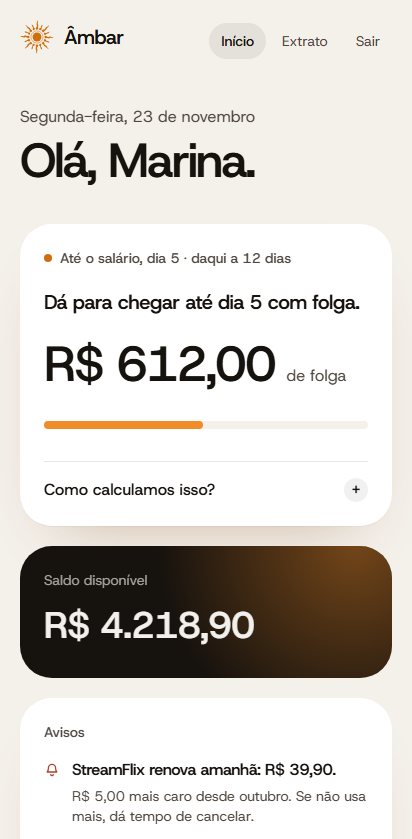 Âmbar
Início
Extrato
Sair
Segunda-feira, 23 de novembro
Olá, Marina.
Até o salário, dia 5 · daqui a 12 dias
Dá para chegar até dia 5 com folga.
R$ 612,00 de folga
Como calculamos isso?
+
Saldo disponível
R$ 4.218,90
Avisos
StreamFlix renova amanhã: R$ 39,90.
R$ 5,00 mais caro desde outubro. Se não usa
mais, dá tempo de cancelar.